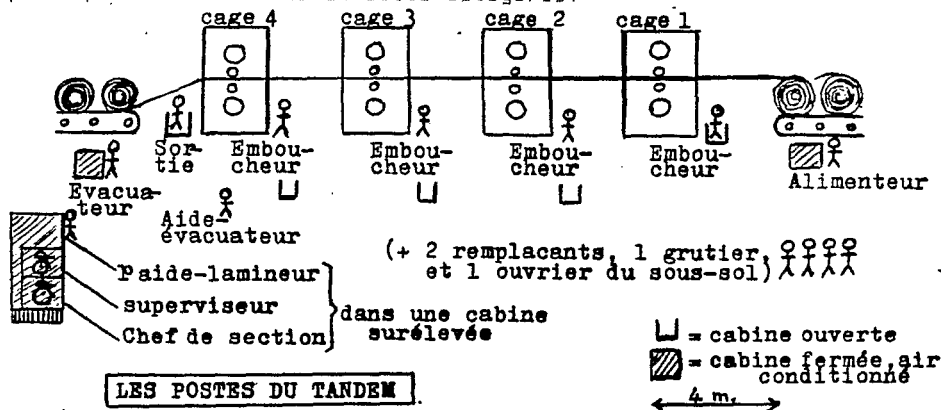 cage 4 cage 3 cage 2 cage 1
Sor-
tie
Embou-
cheur
Embou-
cheur
Embou-
cheur
Embou-
cheur
Alimenteur
Evacua-
teur
Aide-
évacuateur
(+ 2 remplacants, 1 grutier,
et 1 ouvrier du sous-sol)
aide-lamineur
superviseur
Chef de section
dans une cabine
surélevée
= cabine ouverte
= cabine fermée, air
conditionné
4 m.
LES POSTES DU TANDEM